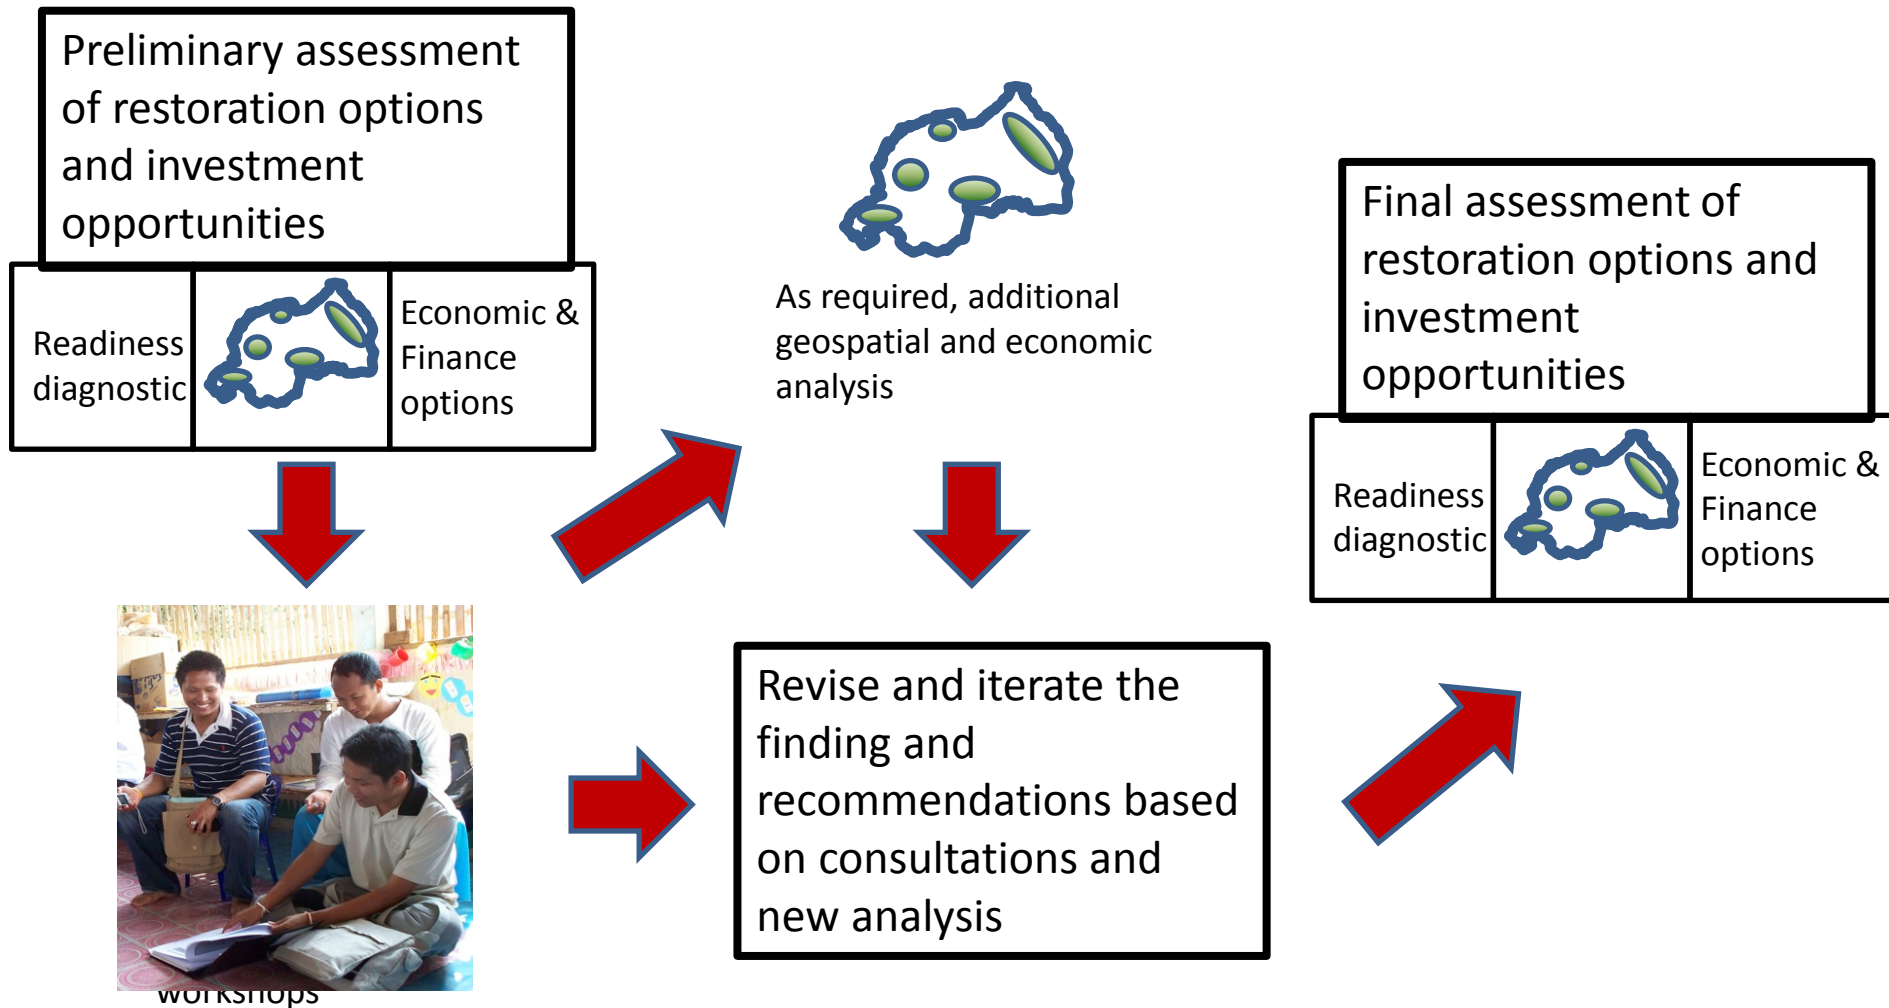 Preliminary assessment
of restoration options
and investment
opportunities
Readiness
diagnostic
Economic &
Finance
options
As required, additional
geospatial and economic
analysis
Final assessment of
restoration options and
investment
opportunities
Readiness
diagnostic
Economic &
Finance
options
workshops
Revise and iterate the
finding and
recommendations based
on consultations and
new analysis